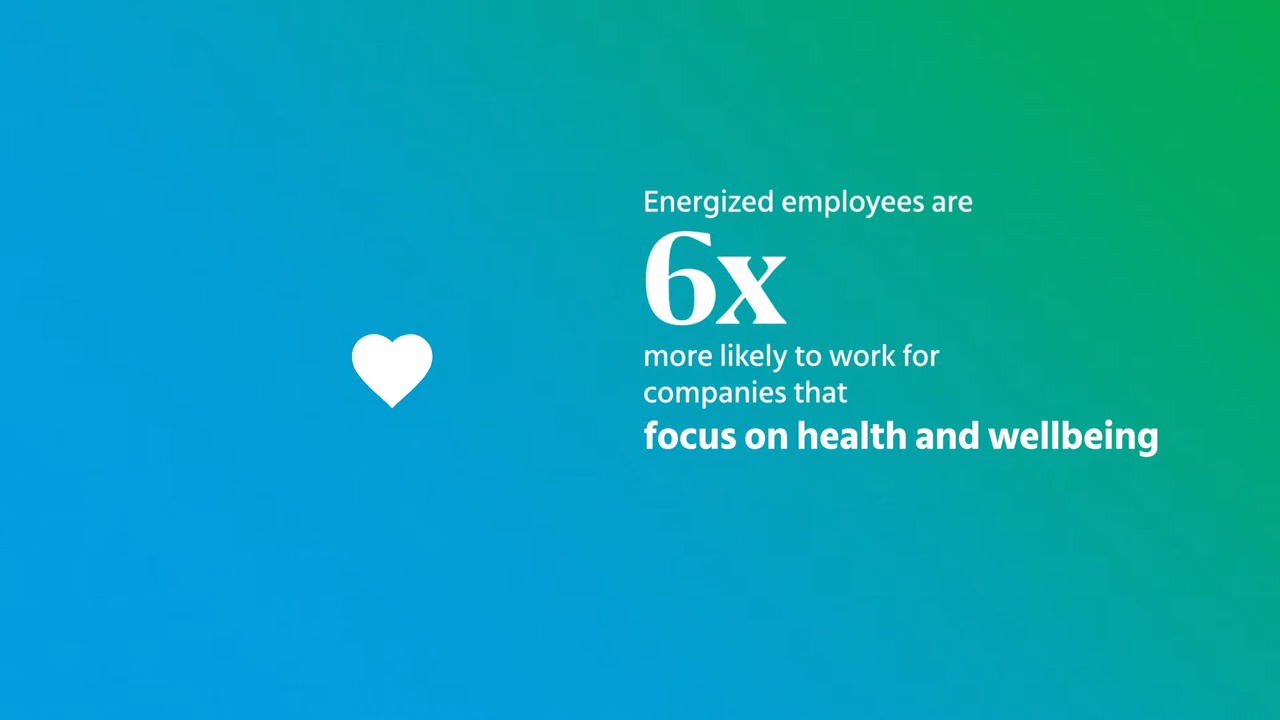 Energized employees are
6x
more likely to work for
companies that
focus on health and wellbeing